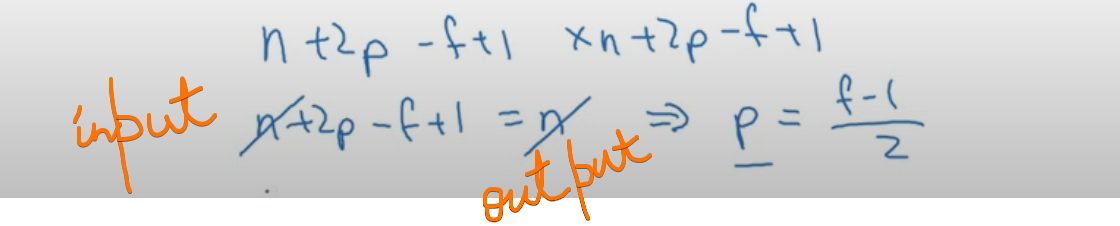 n+2p-f+1 ×n+2p-f+1
input n+2p-f+1 = n ⇒ p = f-1/2
output